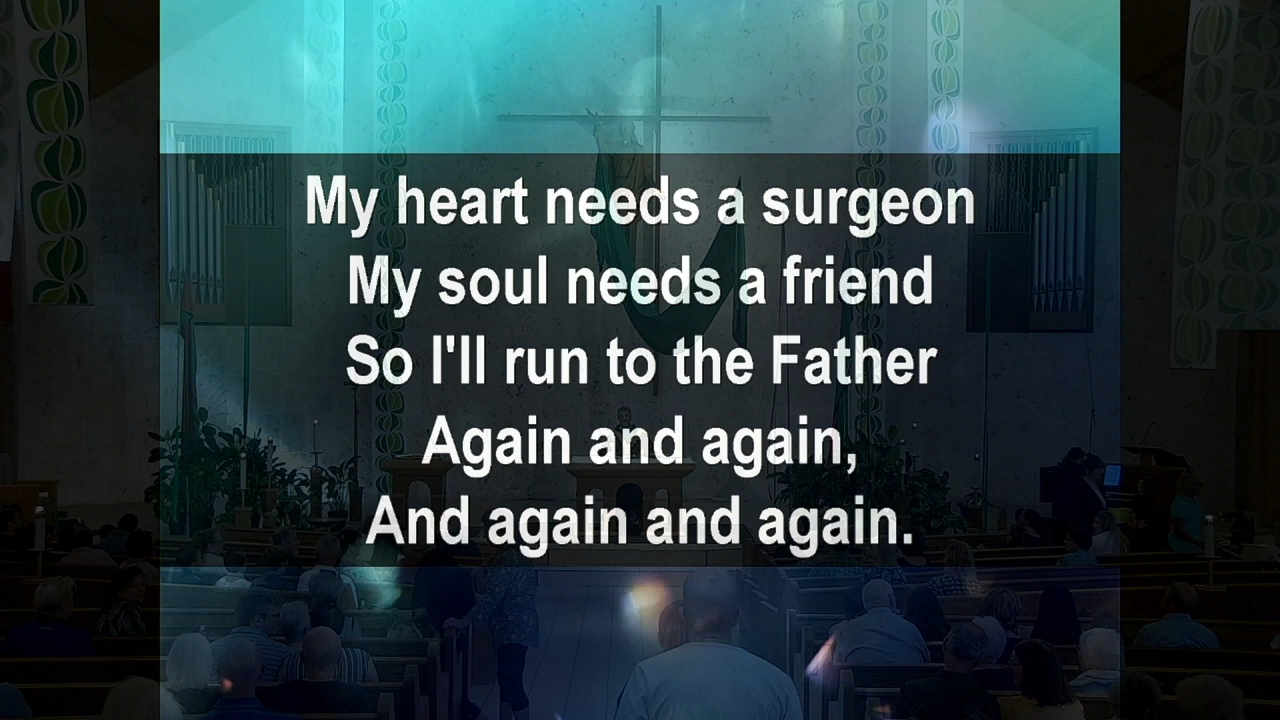 My heart needs a surgeon
My soul needs a friend
So I'll run to the Father
Again and again,
And again and again.